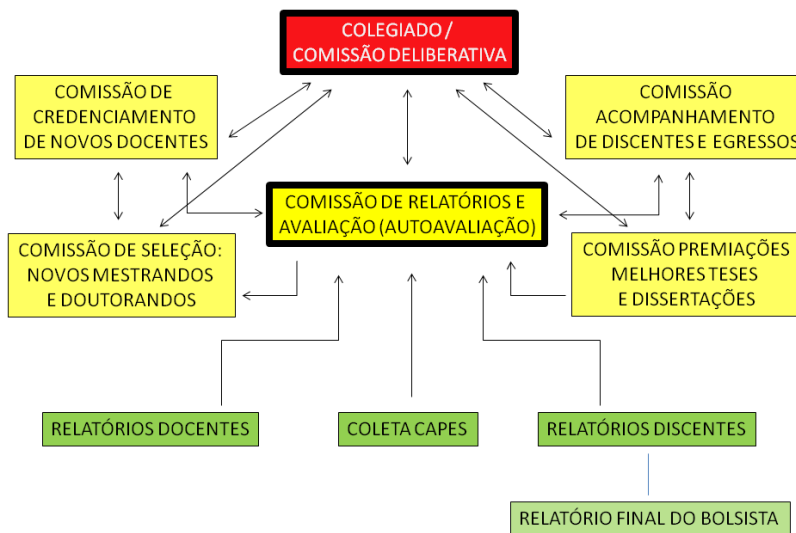 COLEGIADO /
COMISSÃO DELIBERATIVA
COMISSÃO DE
CREDENCIAMENTO
DE NOVOS DOCENTES
COMISSÃO
ACOMPANHAMENTO
DE DISCENTES E EGRESSOS
COMISSÃO DE RELATÓRIOS E
AVALIAÇÃO (AUTOAVALIAÇÃO)
COMISSÃO DE SELEÇÃO:
NOVOS MESTRANDOS
E DOUTORANDOS
COMISSÃO PREMIAÇÕES
MELHORES TESES
E DISSERTAÇÕES
RELATÓRIOS DOCENTES
COLETA CAPES
RELATÓRIOS DISCENTES
RELATÓRIO FINAL DO BOLSISTA